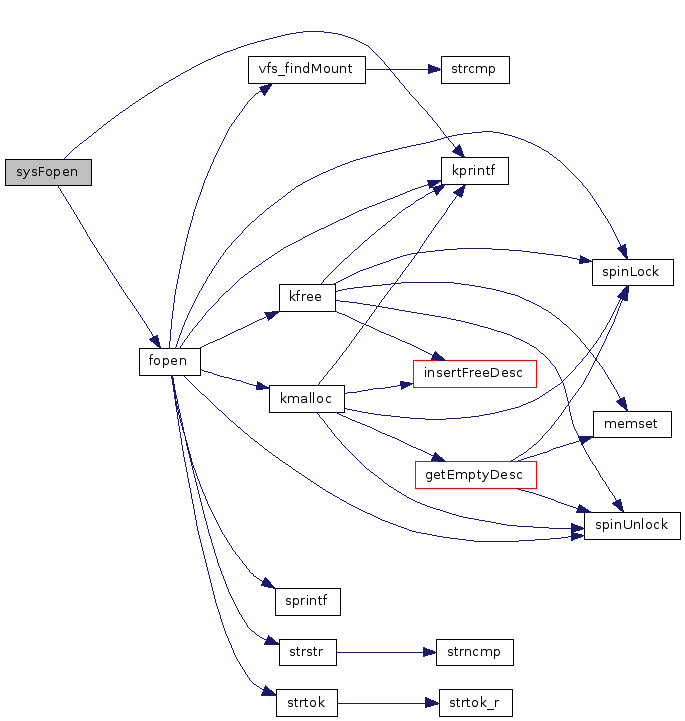 vfs_findMount
strcmp
sysFopen
kprintf
spinLock
kfree
fopen
insertFreeDesc
kmalloc
memset
getEmptyDesc
spinUnlock
sprintf
strstr
strncmp
strtok
strtok_r